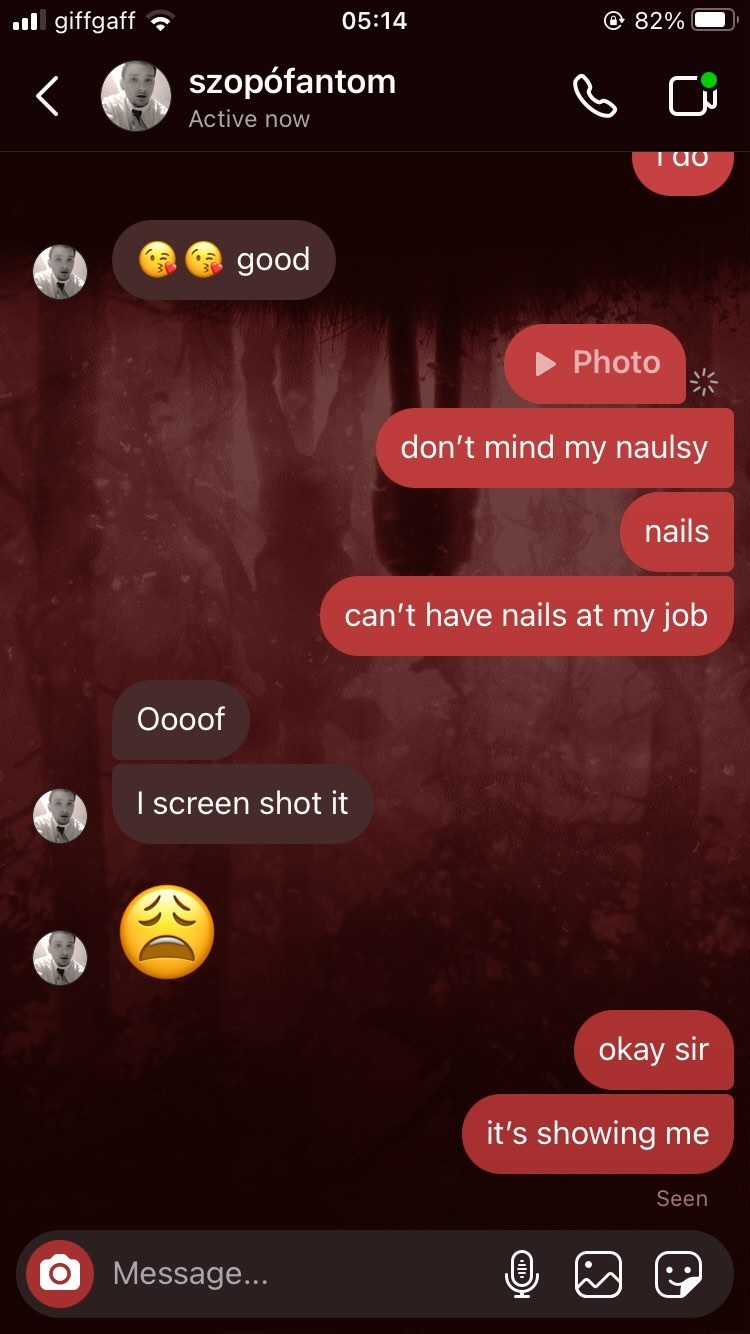 giffgaff 05:14 82%
szopófantom
Active now
I do
😘😘 good
Photo
don't mind my naulsy
nails
can't have nails at my job
Oooof
I screen shot it
😩
okay sir
it's showing me
Seen
Message...